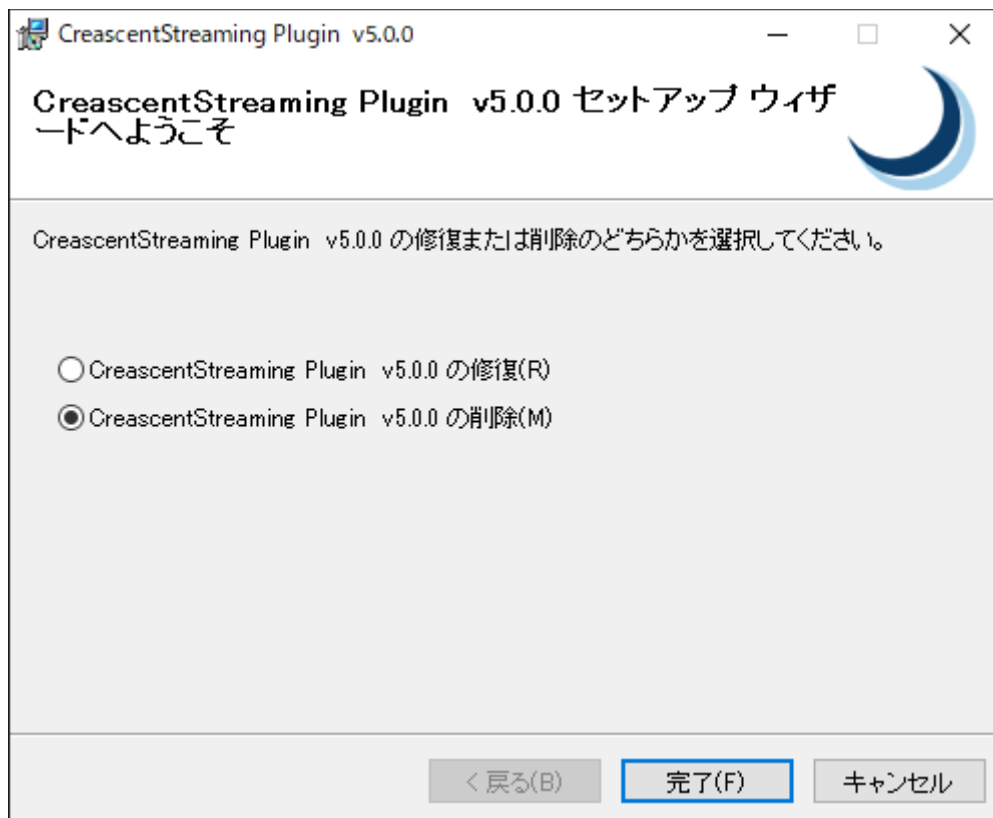 CreascentStreaming Plugin v5.0.0
CreascentStreaming Plugin v5.0.0 セットアップ ウィザ
ードへようこそ
CreascentStreaming Plugin v5.0.0 の修復または削除のどちらかを選択してください。
CreascentStreaming Plugin v5.0.0 の修復(R)
CreascentStreaming Plugin v5.0.0 の削除(M)
< 戻る(B)
完了(F)
キャンセル